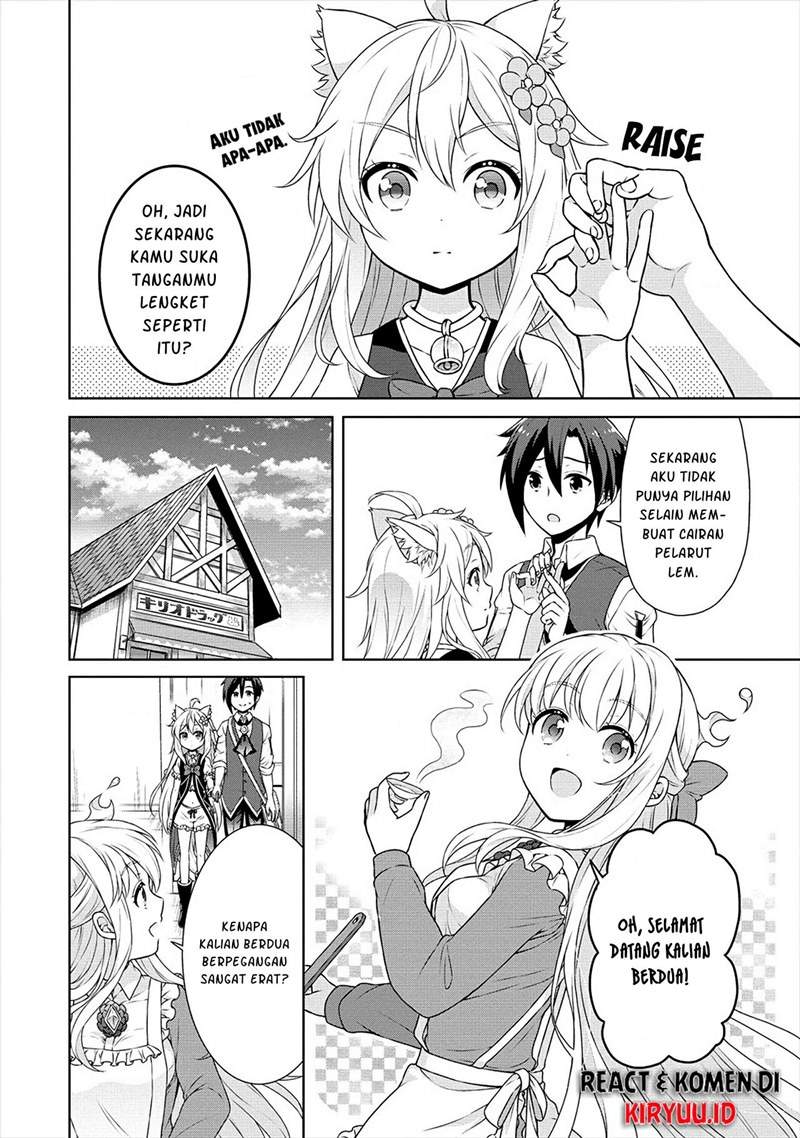 RAISE
AKU TIDAK
APA-APA.
OH, JADI
SEKARANG
KAMU SUKA
TANGANMU
LENGKET
SEPERTI
ITU?
SEKARANG
AKU TIDAK
PUNYA PILIHAN
SELAIN MEM-
BUAT CAIRAN
PELARUT
LEM.
キリオドラッグ
OH, SELAMAT
DATANG KALIAN
BERDUA!
KENAPA
KALIAN BERDUA
BERPEGANGAN
SANGAT ERAT?
REACT & KOMEN DI
KIRYUU.ID